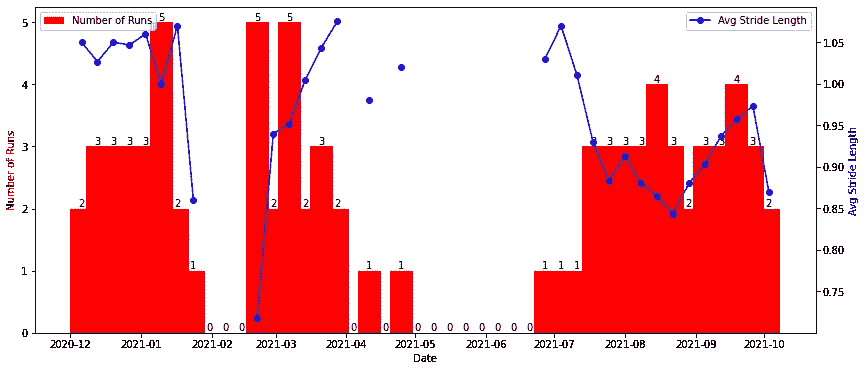 Number of Runs
Avg Stride Length
5 5 5 5
1.05
4 4 4
1.00
3 3 3 3 3 3 3 3 3 3 3 3 3 3
0.95
0.90
2 2 2 2 2 2 2 2
0.85
0.80
1 1 1 1 1 1 1
0.75
0 0 0 0 0 0 0 0 0 0 0 0 0 0
2020-12 2021-01 2021-02 2021-03 2021-04 2021-05 2021-06 2021-07 2021-08 2021-09 2021-10
Date
Number of Runs
Avg Stride Length